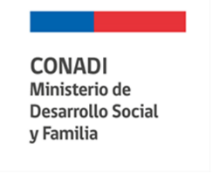 CONADI
Ministerio de
Desarrollo Social
y Familia